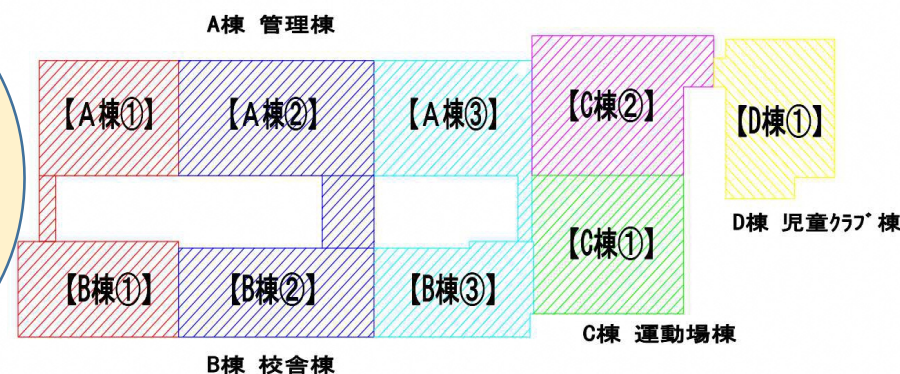 A棟 管理棟
【A棟①】
【A棟②】
【A棟③】
【C棟②】
【D棟①】
D棟 児童クラブ棟
【C棟①】
【B棟①】
【B棟②】
【B棟③】
C棟 運動場棟
B棟 校舎棟